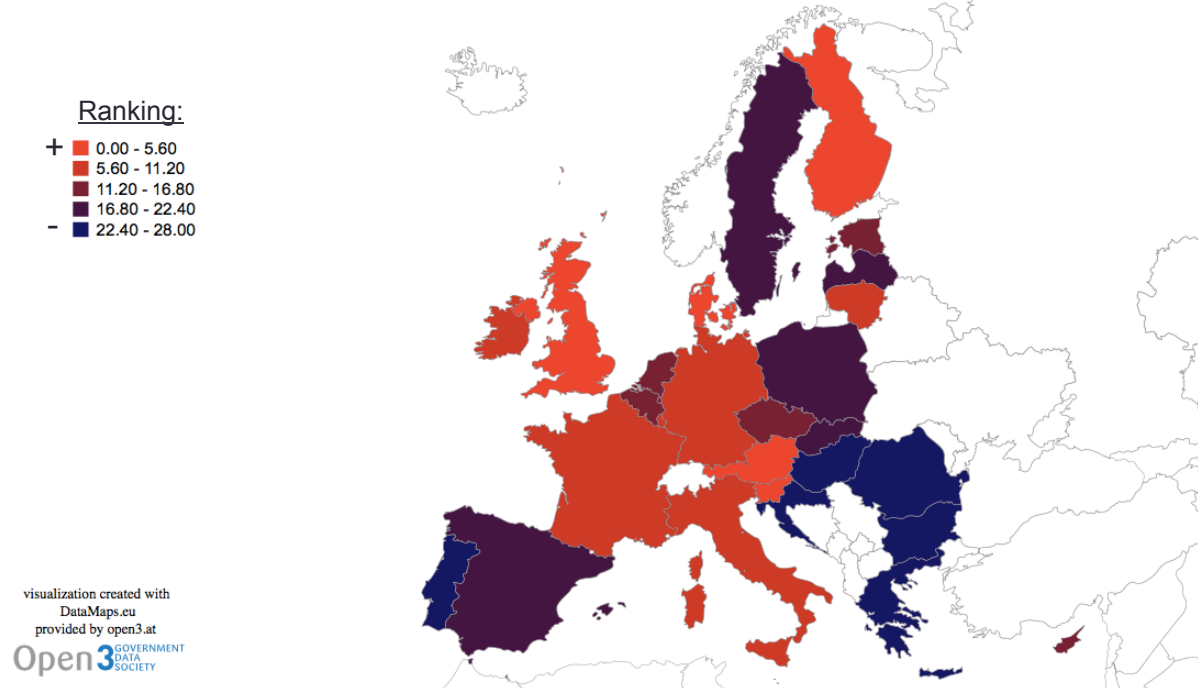 Ranking:
+
0.00 - 5.60
5.60 - 11.20
11.20 - 16.80
16.80 - 22.40
-
22.40 - 28.00
visualization created with
DataMaps.eu
provided by open3.at
Open3 GOVERNMENT
DATA
SOCIETY